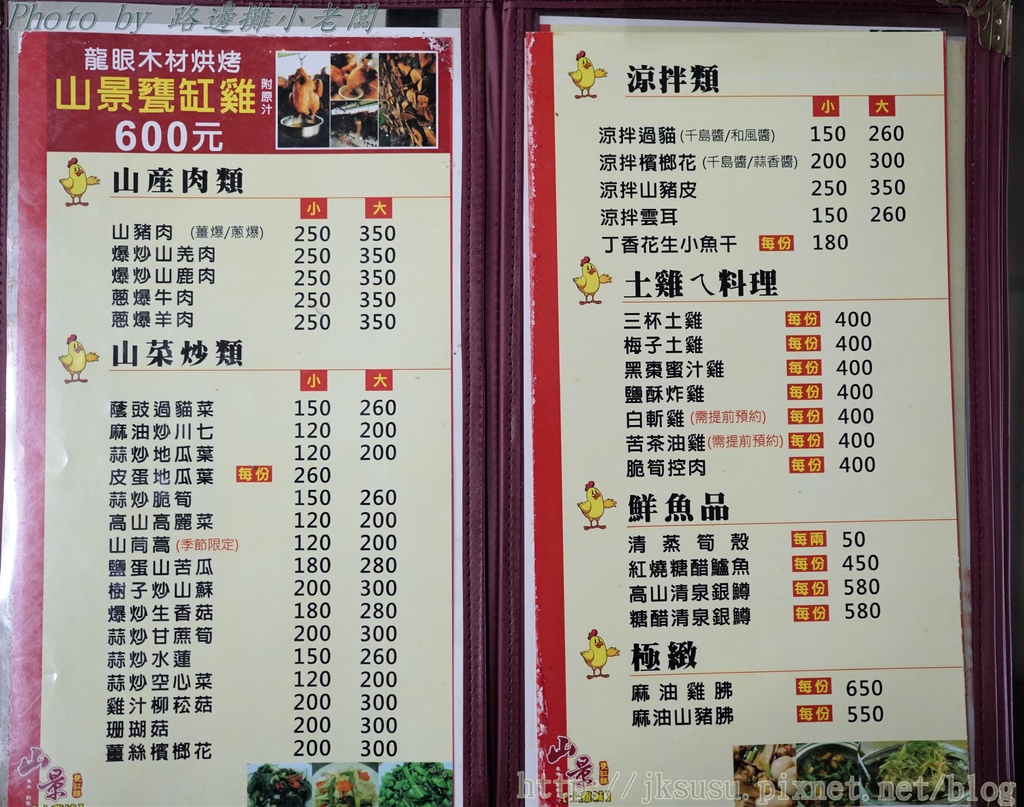 Photo by 路邊攤小老闆
龍眼木材烘烤
山景甕缸雞 附原汁
600元
山産肉類
小 大
山豬肉 (薑爆/蔥爆) 250 350
爆炒山羌肉 250 350
爆炒山鹿肉 250 350
蔥爆牛肉 250 350
蔥爆羊肉 250 350
山菜炒類
小 大
蔭豉過貓菜 150 260
麻油炒川七 120 200
蒜炒地瓜葉 120 200
皮蛋地瓜葉 每份 260
蒜炒脆筍 150 260
高山高麗菜 120 200
山茼蒿 (季節限定) 120 200
鹽蛋山苦瓜 180 280
樹子炒山蘇 200 300
爆炒生香菇 180 280
蒜炒甘蔗筍 200 300
蒜炒水蓮 150 260
蒜炒空心菜 120 200
雞汁柳菘菇 200 300
珊瑚菇 200 300
薑絲檳榔花 200 300
山景
甕缸雞
涼拌類
小 大
涼拌過貓 (千島醬/和風醬) 150 260
涼拌檳榔花 (千島醬/蒜香醬) 200 300
涼拌山豬皮 250 350
涼拌雲耳 150 260
丁香花生小魚干 每份 180
土雞ㄟ料理
三杯土雞 每份 400
梅子土雞 每份 400
黑棗蜜汁雞 每份 400
鹽酥炸雞 每份 400
白斬雞 (需提前預約) 每份 400
苦茶油雞 (需提前預約) 每份 400
脆筍控肉 每份 400
鮮魚品
清蒸筍殼 每兩 50
紅燒糖醋鱸魚 每份 450
高山清泉銀鱒 每份 580
糖醋清泉銀鱒 每份 580
極緻
麻油雞胇 每份 650
麻油山豬胇 每份 550
山景
甕缸雞
http://jksusu.pixnet.net/blog